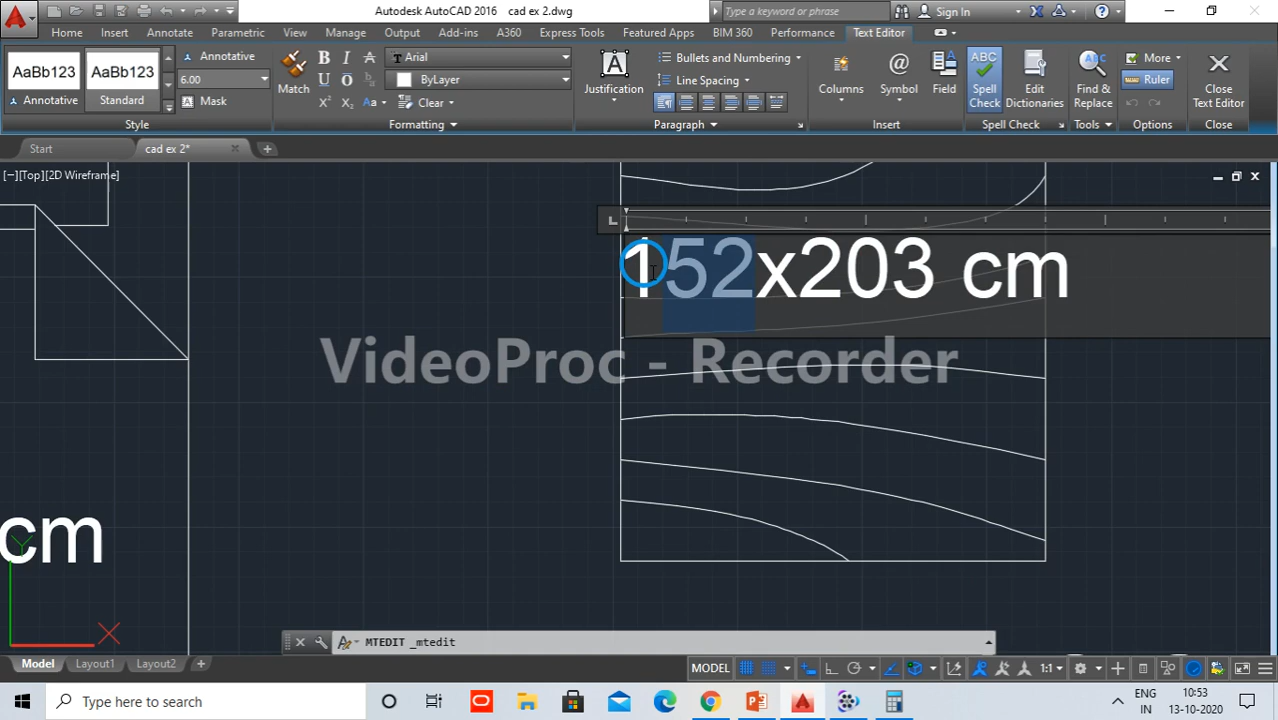 Autodesk AutoCAD 2016 cad ex 2.dwg
Type a keyword or phrase
Sign In
Home Insert Annotate Parametric View Manage Output Add-ins A360 Express Tools Featured Apps BIM 360 Performance Text Editor
AaBb123 AaBb123 Annotative
6.00
Annotative Standard Mask
Style
Match
B I A Arial
U O ByLayer
Aa Clear
Formatting
Justification
Bullets and Numbering
Line Spacing
Paragraph
Columns Symbol Field
Insert
ABC
Spell Check
Edit Dictionaries
Spell Check
Find & Replace
Tools
More
Ruler
Options
Close Text Editor
Close
Start cad ex 2*
[−][Top][2D Wireframe]
152x203 cm
VideoProc - Recorder
cm
Y
X
MTEDIT _mtedit
Model Layout1 Layout2
MODEL 1:1
Type here to search
ENG
IN
10:53
13-10-2020